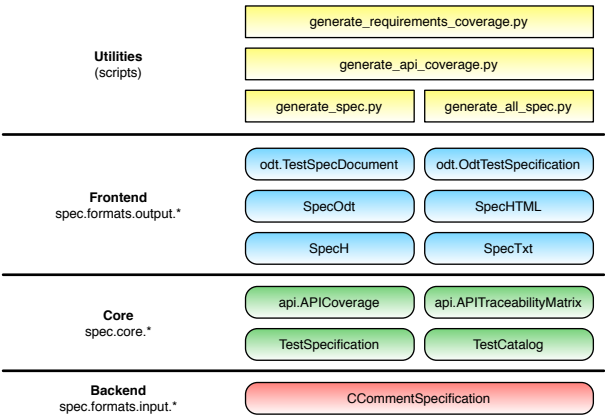 generate_requirements_coverage.py
Utilities
(scripts)
generate_api_coverage.py
generate_spec.py
generate_all_spec.py
odt.TestSpecDocument
odt.OdtTestSpecification
Frontend
spec.formats.output.*
SpecOdt
SpecHTML
SpecH
SpecTxt
Core
spec.core.*
api.APICoverage
api.APITraceabilityMatrix
TestSpecification
TestCatalog
Backend
spec.formats.input.*
CCommentSpecification